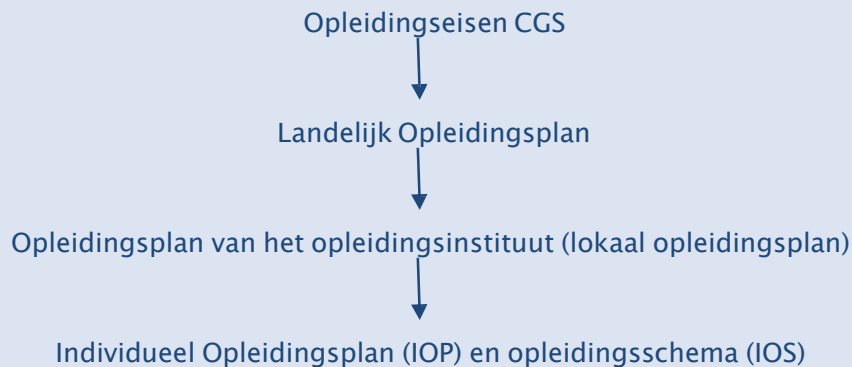 Opleidingseisen CGS
Landelijk Opleidingsplan
Opleidingsplan van het opleidingsinstituut (lokaal opleidingsplan)
Individueel Opleidingsplan (IOP) en opleidingsschema (IOS)